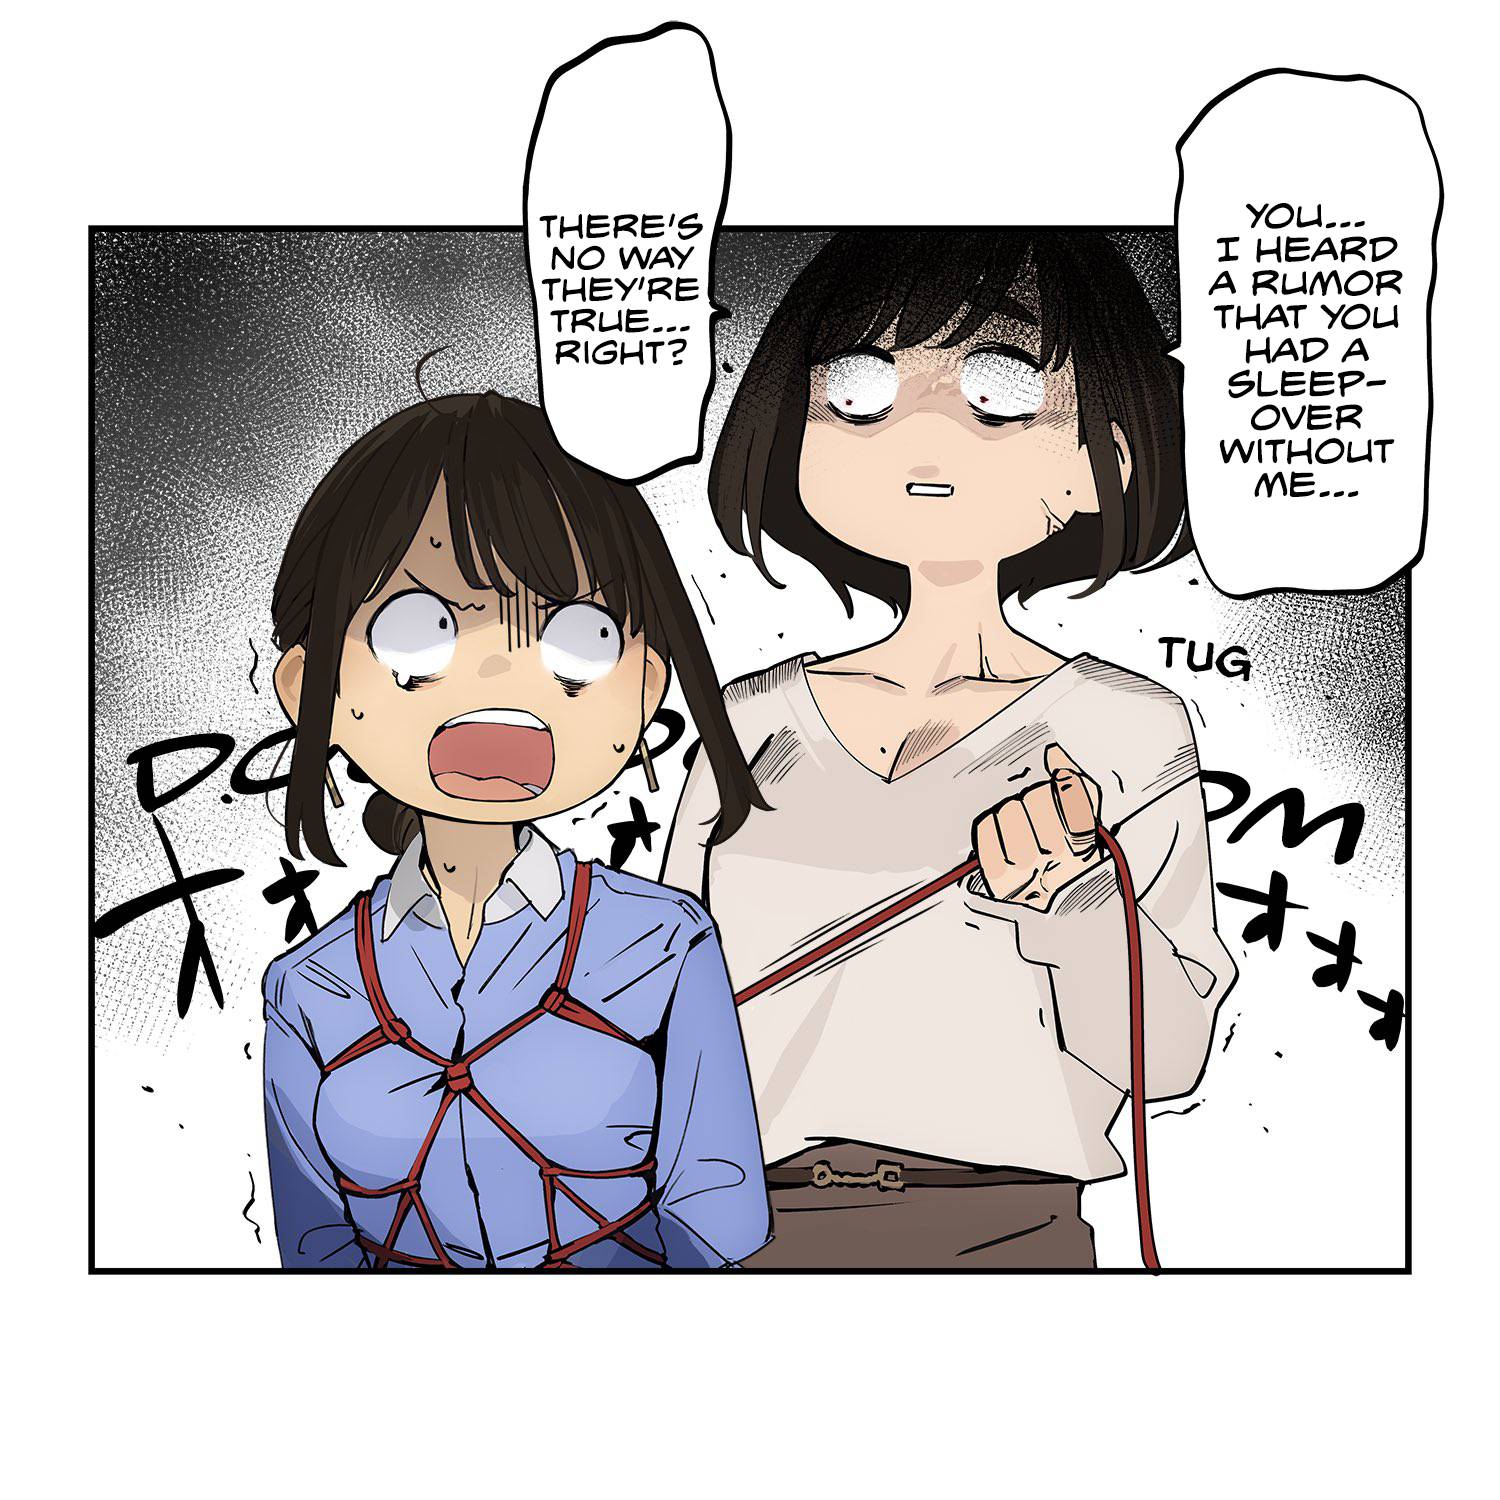 YOU...
I HEARD
A RUMOR
THAT YOU
HAD A
SLEEP-
OVER
WITHOUT
ME...
THERE'S
NO WAY
THEY'RE
TRUE...
RIGHT?
TUG